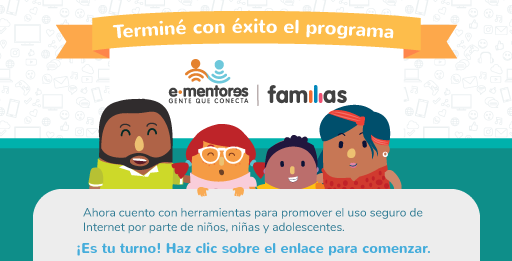 Terminé con éxito el programa
e·mentores
GENTE QUE CONECTA
familias
Ahora cuento con herramientas para promover el uso seguro de
Internet por parte de niños, niñas y adolescentes.
¡Es tu turno! Haz clic sobre el enlace para comenzar.